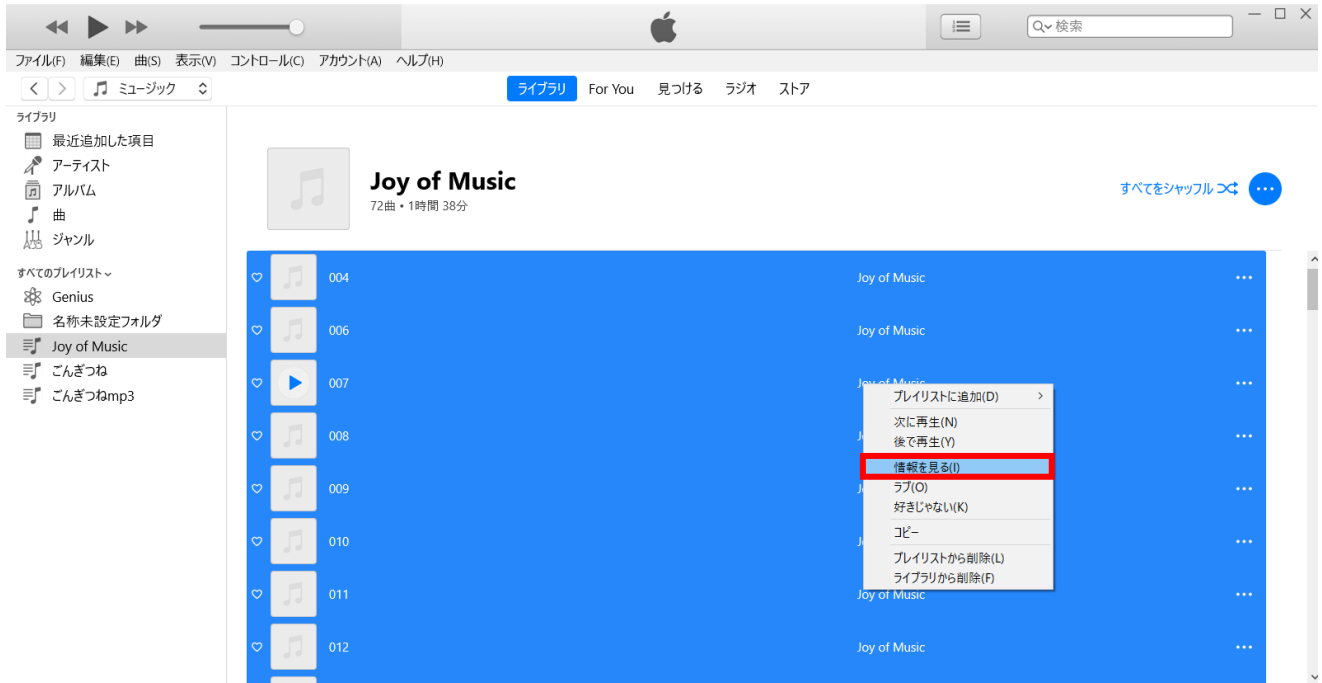 検索
ファイル(F) 編集(E) 曲(S) 表示(V) コントロール(C) アカウント(A) ヘルプ(H)
ミュージック
ライブラリ For You 見つける ラジオ ストア
ライブラリ
最近追加した項目
アーティスト
アルバム
曲
ジャンル
すべてのプレイリスト
Genius
名称未設定フォルダ
Joy of Music
ごんぎつね
ごんぎつねmp3
Joy of Music
72曲 • 1時間 38分
すべてをシャッフル
004 Joy of Music
006 Joy of Music
007 Joy of Music
008
009
010
011 Joy of Music
012 Joy of Music
プレイリストに追加(D)
次に再生(N)
後で再生(Y)
情報を見る(I)
ラブ(O)
好きじゃない(K)
コピー
プレイリストから削除(L)
ライブラリから削除(F)